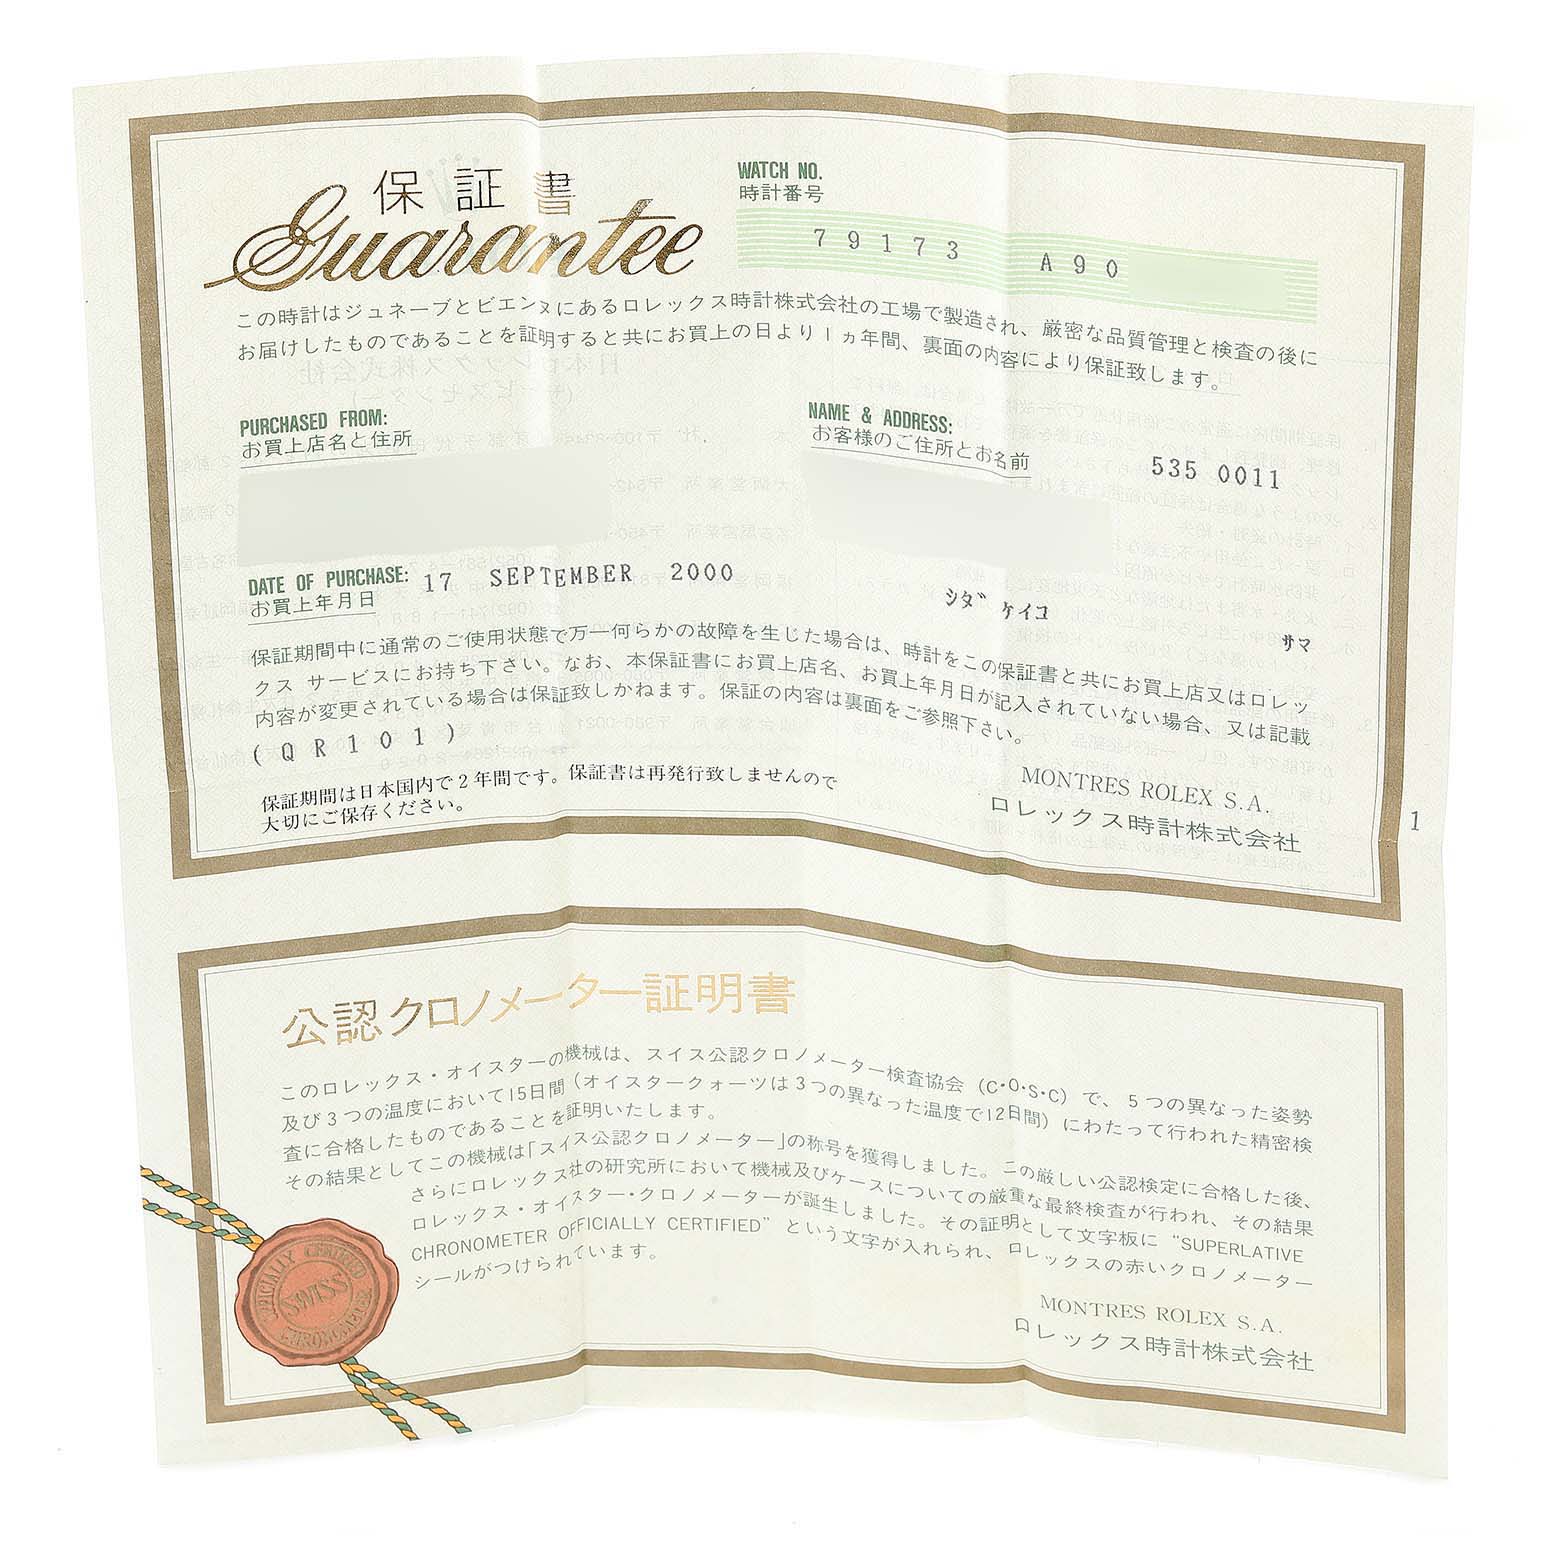 保証書
Guarantee
WATCH NO.
時計番号
79173 A90
この時計はジュネーブとビエンヌにあるロレックス時計株式会社の工場で製造され、厳密な品質管理と検査の後に
お届けしたものであることを証明すると共にお買上の日より1ヵ年間、裏面の内容により保証致します。
PURCHASED FROM:
お買上店名と住所
NAME & ADDRESS:
お客様のご住所とお名前
535 0011
DATE OF PURCHASE: 17 SEPTEMBER 2000
お買上年月日
シダ ケイコ
サマ
保証期間中に通常のご使用状態で万一何らかの故障を生じた場合は、時計をこの保証書と共にお買上店又はロレッ
クス サービスにお持ち下さい。なお、本保証書にお買上店名、お買上年月日が記入されていない場合、又は記載
内容が変更されている場合は保証致しかねます。保証の内容は裏面をご参照下さい。
(QR101)
保証期間は日本国内で2年間です。保証書は再発行致しませんので
大切にご保存ください。
MONTRES ROLEX S.A.
ロレックス時計株式会社
1
公認クロノメーター証明書
このロレックス・オイスターの機械は、スイス公認クロノメーター検査協会 (C・O・S・C) で、5つの異なった姿勢
及び3つの温度において15日間 (オイスタークォーツは3つの異なった温度で12日間) にわたって行われた精密検
査に合格したものであることを証明いたします。
その結果としてこの機械は「スイス公認クロノメーター」の称号を獲得しました。この厳しい公認検定に合格した後、
さらにロレックス社の研究所において機械及びケースについての厳重な最終検査が行われ、その結果
ロレックス・オイスター・クロノメーターが誕生しました。その証明として文字板に “SUPERLATIVE
CHRONOMETER OFFICIALLY CERTIFIED” という文字が入れられ、ロレックスの赤いクロノメーター
シールがつけられています。
OFFICIALLY CERTIFIED
SWISS
CHRONOMETER
MONTRES ROLEX S.A.
ロレックス時計株式会社